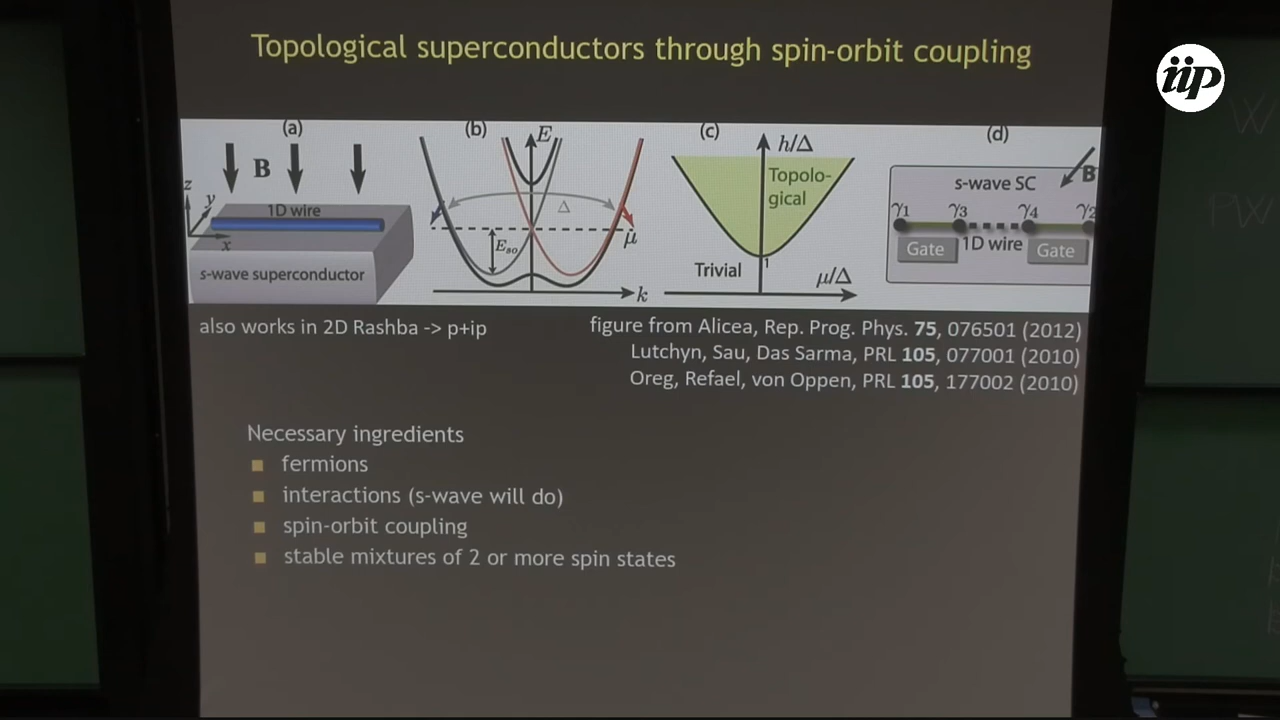 Topological superconductors through spin-orbit coupling
iip
(a)
B
z
y
x
1D wire
s-wave superconductor
(b)
E
Δ
E_so
μ
k
(c)
h/Δ
Topolo-
gical
Trivial
1
μ/Δ
(d)
s-wave SC
B
γ1
γ3
γ4
γ2
Gate
1D wire
Gate
also works in 2D Rashba -> p+ip
figure from Alicea, Rep. Prog. Phys. 75, 076501 (2012)
Lutchyn, Sau, Das Sarma, PRL 105, 077001 (2010)
Oreg, Refael, von Oppen, PRL 105, 177002 (2010)
Necessary ingredients
fermions
interactions (s-wave will do)
spin-orbit coupling
stable mixtures of 2 or more spin states